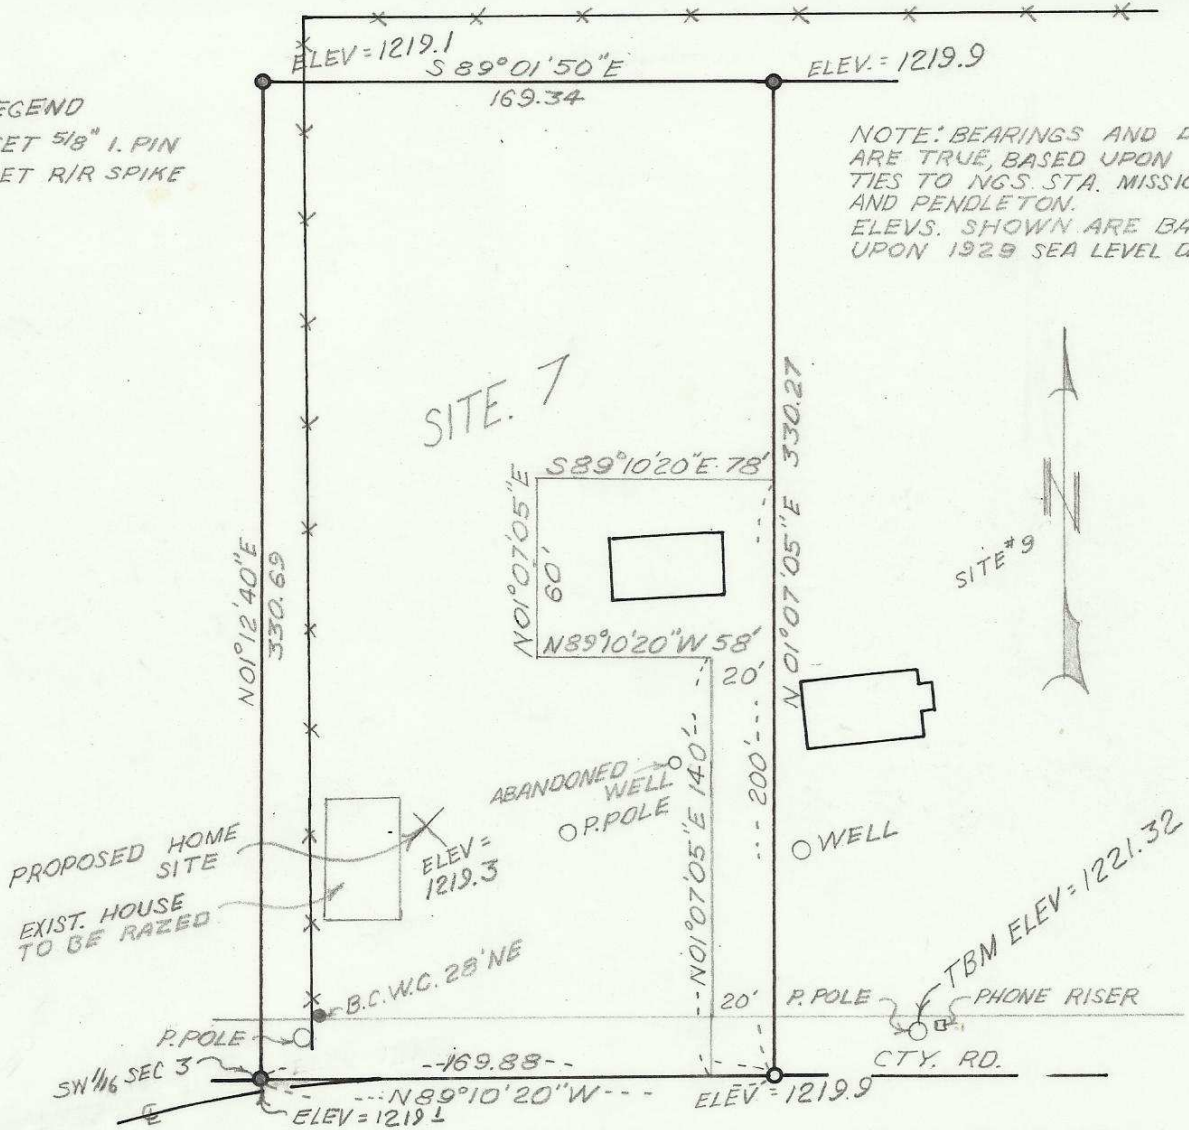 ELEV=1219.1
S 89°01'50"E
169.34
ELEV.=1219.9
EGEND
ET 5/8" I. PIN
ET R/R SPIKE
NOTE: BEARINGS AND D
ARE TRUE, BASED UPON
TIES TO NGS. STA. MISSIO
AND PENDLETON.
ELEVS. SHOWN ARE BA
UPON 1929 SEA LEVEL D
SITE. 7
S89°10'20"E 78'
N01°07'05"E
60'
N01°07'05"E 330.27
N
SITE #9
N01°12'40"E
330.69
N89°10'20"W 58'
20'
200'
N01°07'05"E 140'
ABANDONED
WELL
P.POLE
WELL
PROPOSED HOME
SITE
ELEV=
1219.3
EXIST. HOUSE
TO BE RAZED
TBM ELEV=1221.32
B.C.W.C. 28' NE
20'
P.POLE
PHONE RISER
P.POLE
CTY. RD.
SW 1/16 SEC 3
169.88
N89°10'20"W
ELEV=1219.9
ELEV=1219.1